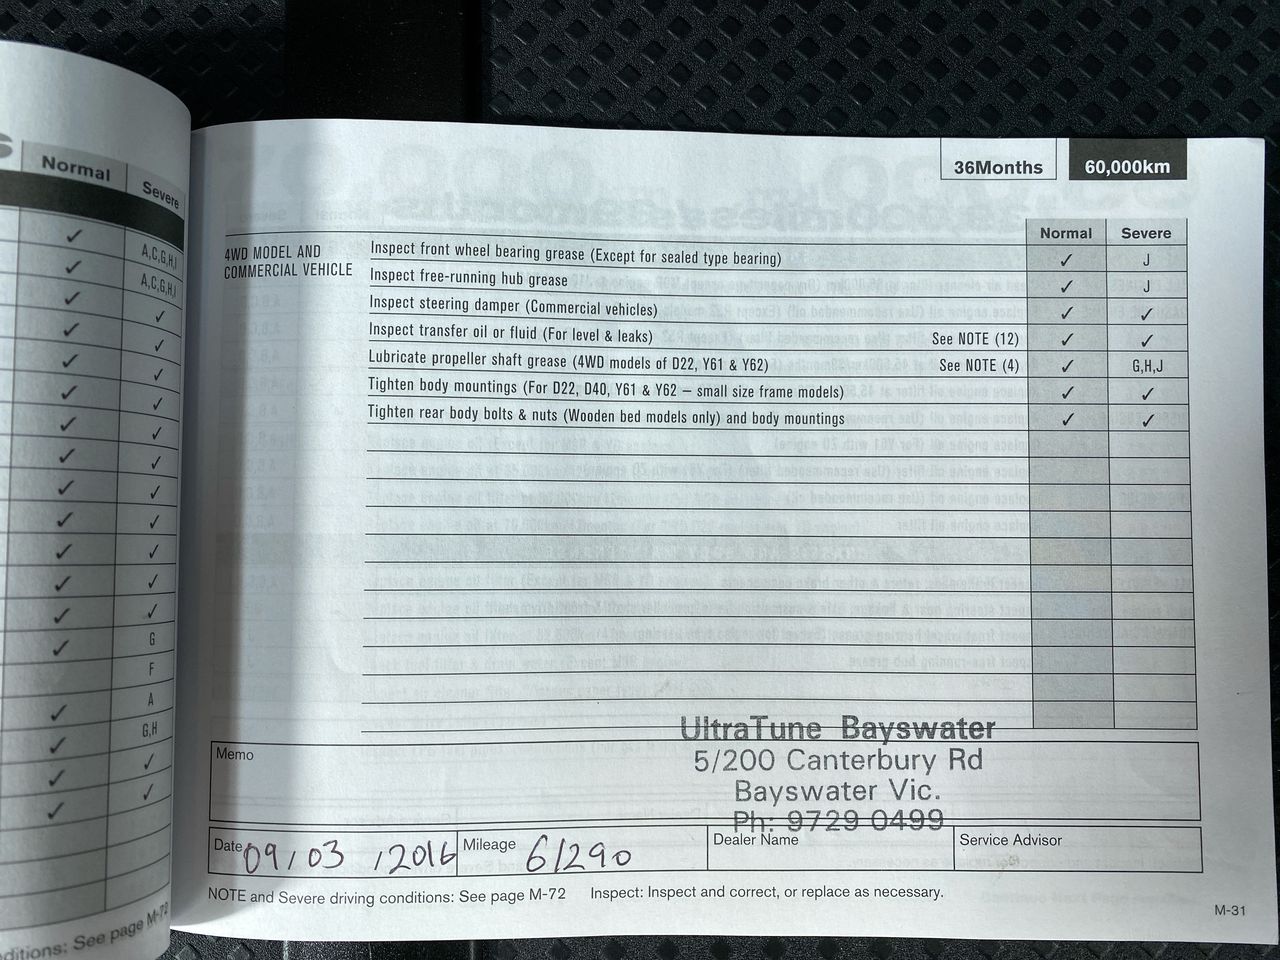 S
Normal Severe
✓ A,C,G,H,I
✓ A,C,G,H,I
✓ ✓
✓ ✓
✓ ✓
✓ ✓
✓ ✓
✓ ✓
✓ ✓
✓ ✓
✓ ✓
✓ ✓
✓ ✓
✓ G
F
✓ A
✓ G,H
✓ ✓
✓ ✓
ditions: See page M-72
36Months 60,000km
Normal Severe
4WD MODEL AND
COMMERCIAL VEHICLE
Inspect front wheel bearing grease (Except for sealed type bearing) ✓ J
Inspect free-running hub grease ✓ J
Inspect steering damper (Commercial vehicles) ✓ ✓
Inspect transfer oil or fluid (For level & leaks) See NOTE (12) ✓ ✓
Lubricate propeller shaft grease (4WD models of D22, Y61 & Y62) See NOTE (4) ✓ G,H,J
Tighten body mountings (For D22, D40, Y61 & Y62 – small size frame models) ✓ ✓
Tighten rear body bolts & nuts (Wooden bed models only) and body mountings ✓ ✓
UltraTune Bayswater
Memo
5/200 Canterbury Rd
Bayswater Vic.
Ph: 9729 0499
Date 09/03/2016 Mileage 61290 Dealer Name Service Advisor
NOTE and Severe driving conditions: See page M-72 Inspect: Inspect and correct, or replace as necessary.
M-31